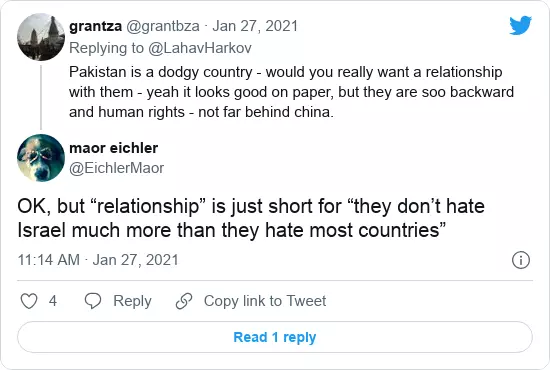 grantza @grantbza · Jan 27, 2021
Replying to @LahavHarkov
Pakistan is a dodgy country - would you really want a relationship
with them - yeah it looks good on paper, but they are soo backward
and human rights - not far behind china.
maor eichler
@EichlerMaor
OK, but “relationship” is just short for “they don’t hate
Israel much more than they hate most countries”
11:14 AM · Jan 27, 2021
4 Reply Copy link to Tweet
Read 1 reply